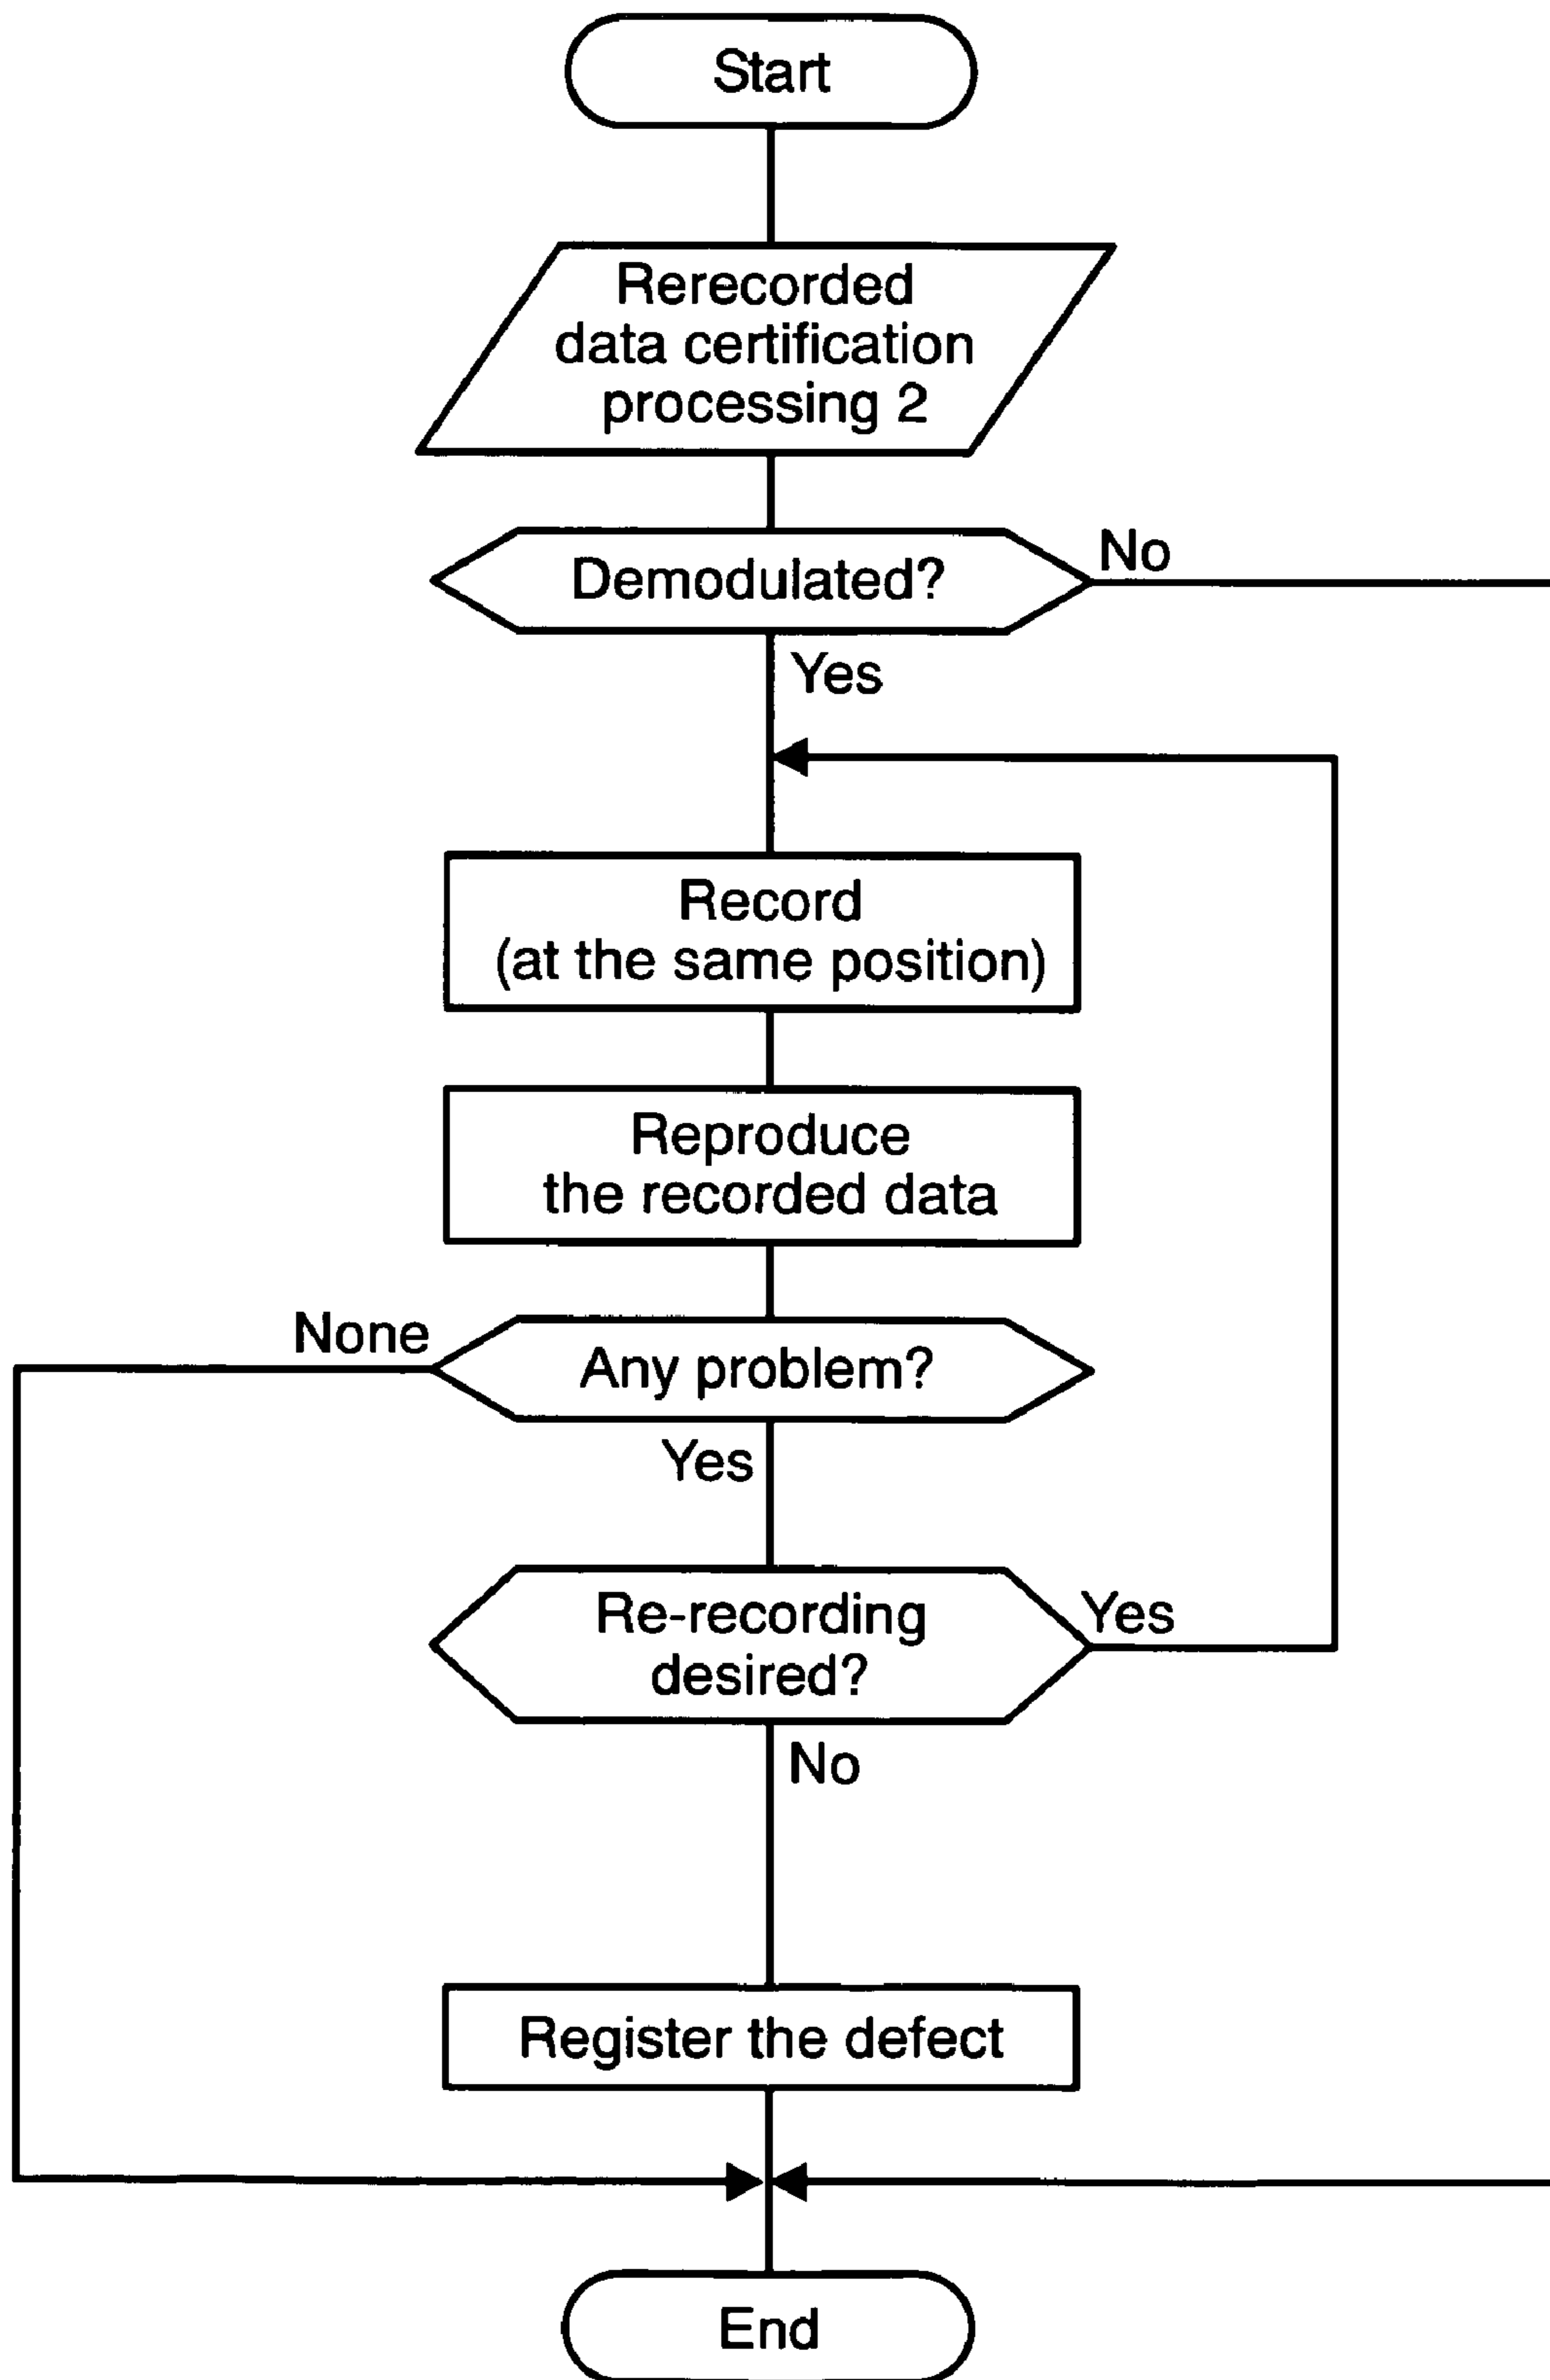 Start
Rerecorded
data certification
processing 2
Demodulated?
No
Yes
Record
(at the same position)
Reproduce
the recorded data
None
Any problem?
Yes
Re-recording
desired?
Yes
No
Register the defect
End